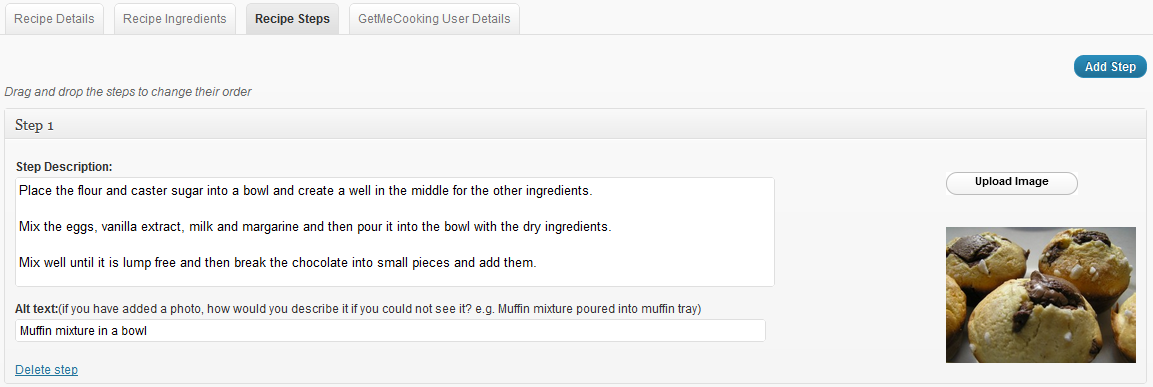 Recipe Details
Recipe Ingredients
Recipe Steps
GetMeCooking User Details
Add Step
Drag and drop the steps to change their order
Step 1
Step Description:
Place the flour and caster sugar into a bowl and create a well in the middle for the other ingredients.
Mix the eggs, vanilla extract, milk and margarine and then pour it into the bowl with the dry ingredients.
Mix well until it is lump free and then break the chocolate into small pieces and add them.
Upload Image
Alt text:(if you have added a photo, how would you describe it if you could not see it? e.g. Muffin mixture poured into muffin tray)
Muffin mixture in a bowl
Delete step